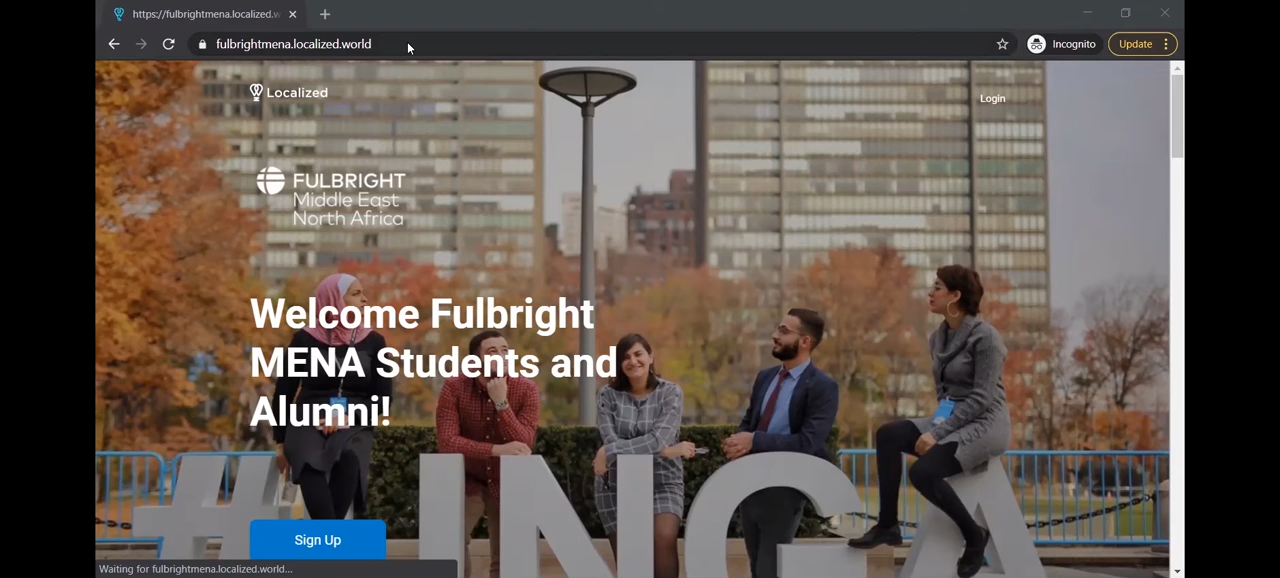 https://fulbrightmena.localized.w
fulbrightmena.localized.world
Incognito
Update
Localized
Login
FULBRIGHT
Middle East
North Africa
Welcome Fulbright
MENA Students and
Alumni!
#UNGA
Sign Up
Waiting for fulbrightmena.localized.world...